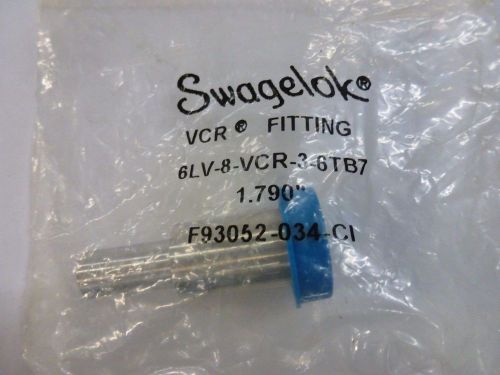 Swagelok®
VCR® FITTING
6LV-8-VCR-3-6TB7
1.790"
F93052-034-CI